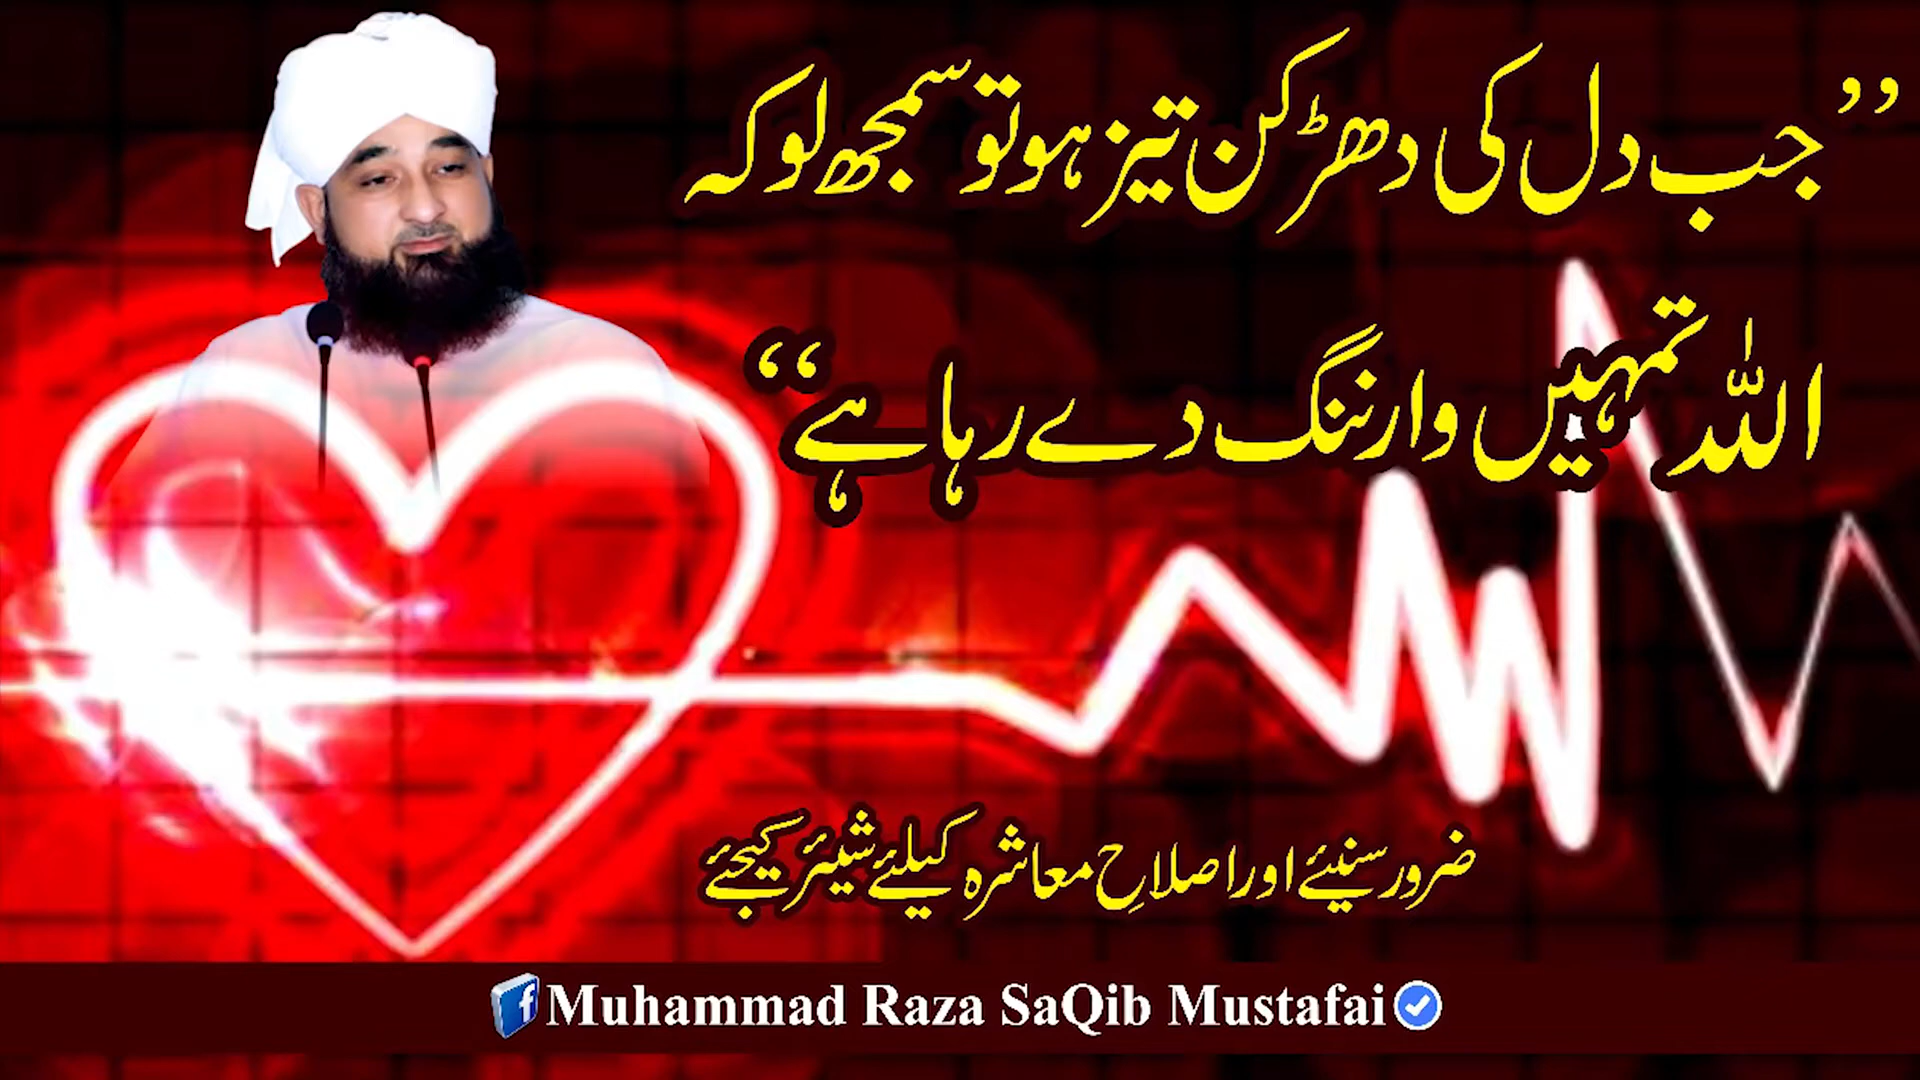 ”جب دل کی دھڑکن تیز ہو تو سمجھ لو کہ
اللہ تمہیں وارننگ دے رہا ہے“
ضرور سنیئے اور اصلاحِ معاشرہ کیلئے شیئر کیجئے
Muhammad Raza SaQib Mustafai